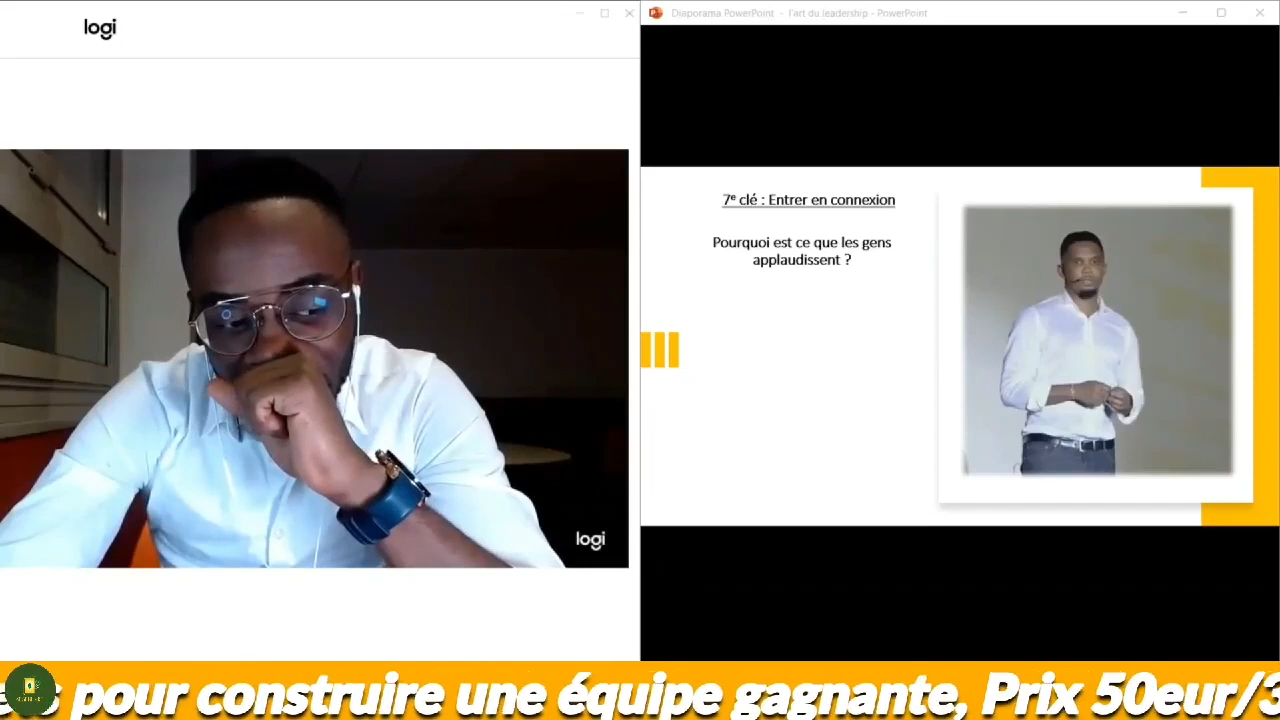 logi
Diaporama PowerPoint - l'art du leadership - PowerPoint
7e clé : Entrer en connexion
Pourquoi est ce que les gens
applaudissent ?
logi
pour construire une équipe gagnante, Prix 50eur/3